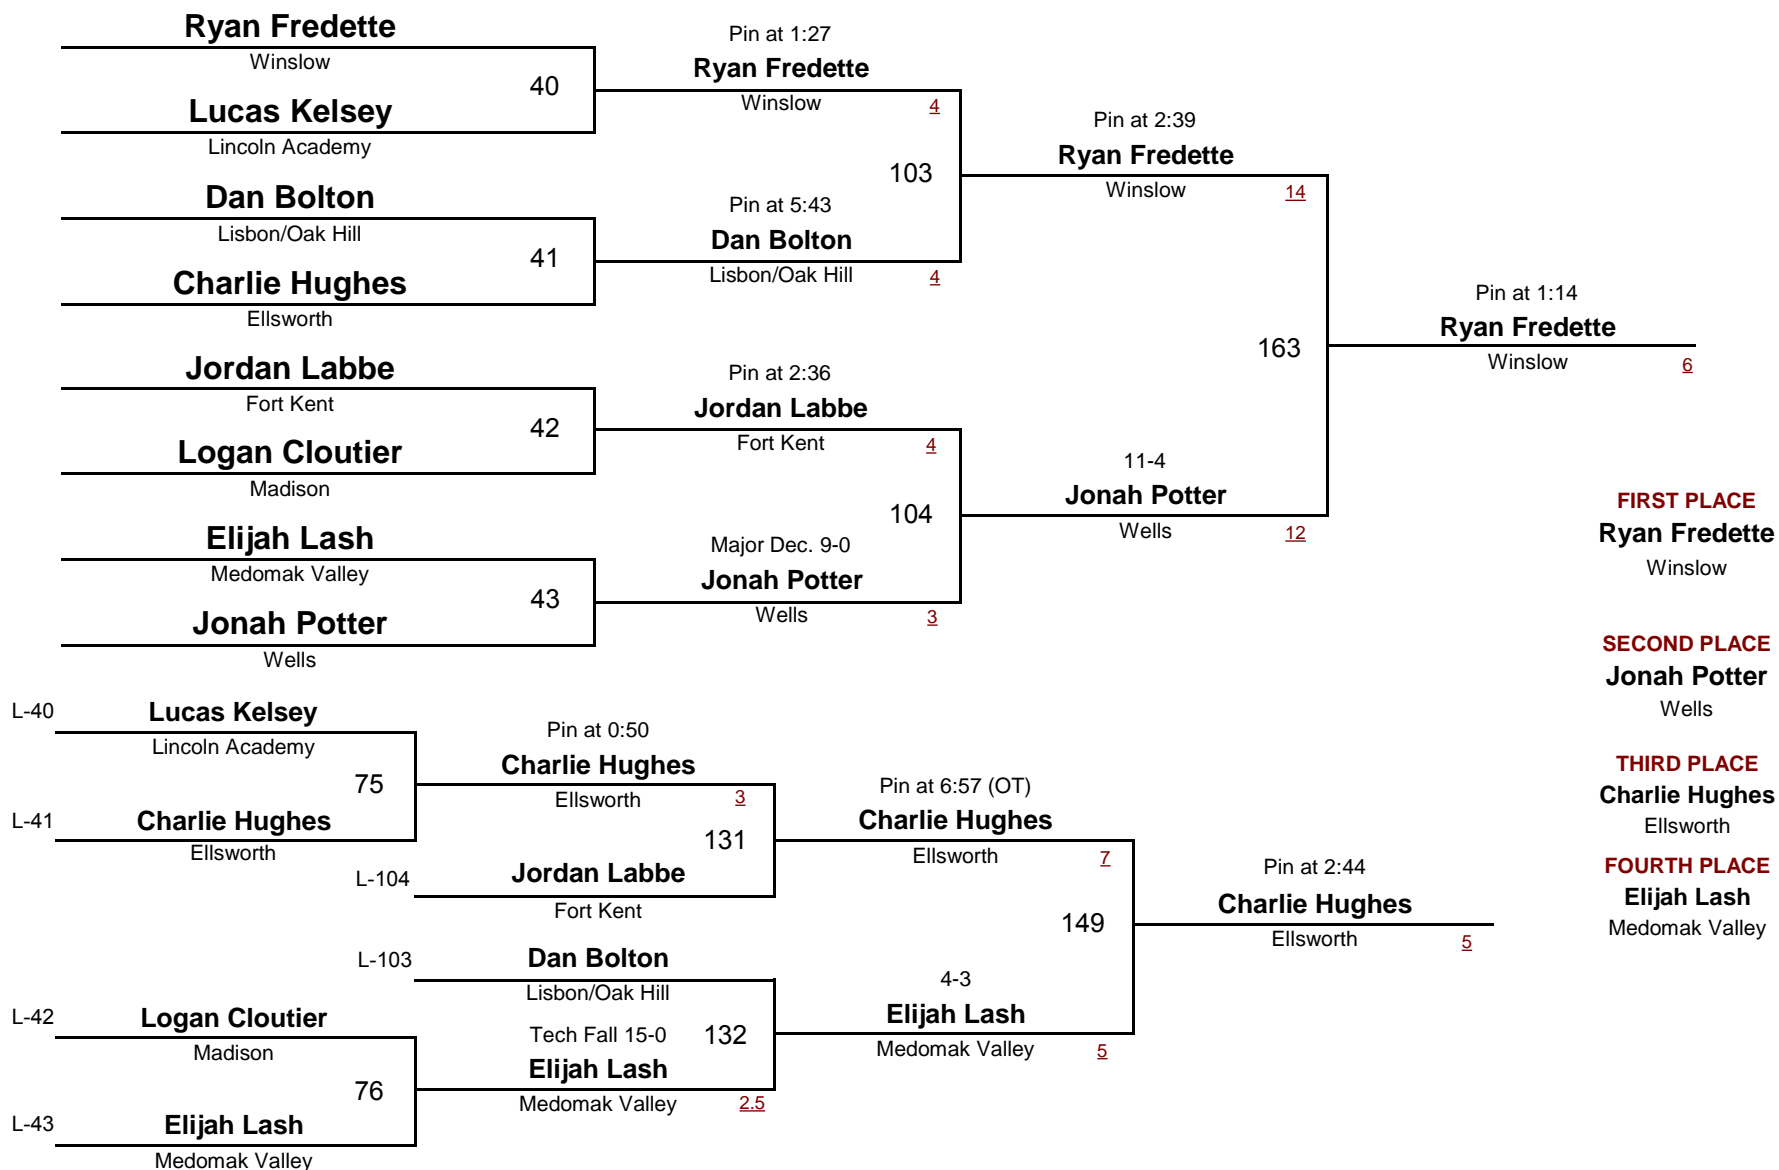 Ryan Fredette
Winslow
40
Lucas Kelsey
Lincoln Academy
Dan Bolton
Lisbon/Oak Hill
41
Charlie Hughes
Ellsworth
Jordan Labbe
Fort Kent
42
Logan Cloutier
Madison
Elijah Lash
Medomak Valley
43
Jonah Potter
Wells
Pin at 1:27
Ryan Fredette
Winslow
4
103
Pin at 5:43
Dan Bolton
Lisbon/Oak Hill
4
Pin at 2:36
Jordan Labbe
Fort Kent
4
104
Major Dec. 9-0
Jonah Potter
Wells
3
Pin at 2:39
Ryan Fredette
Winslow
14
163
11-4
Jonah Potter
Wells
12
Pin at 1:14
Ryan Fredette
Winslow
6
FIRST PLACE
Ryan Fredette
Winslow
SECOND PLACE
Jonah Potter
Wells
THIRD PLACE
Charlie Hughes
Ellsworth
FOURTH PLACE
Elijah Lash
Medomak Valley
L-40
Lucas Kelsey
Lincoln Academy
75
L-41
Charlie Hughes
Ellsworth
Pin at 0:50
Charlie Hughes
Ellsworth
3
131
L-104
Jordan Labbe
Fort Kent
L-103
Dan Bolton
Lisbon/Oak Hill
132
L-42
Logan Cloutier
Madison
76
L-43
Elijah Lash
Medomak Valley
Tech Fall 15-0
Elijah Lash
Medomak Valley
2.5
Pin at 6:57 (OT)
Charlie Hughes
Ellsworth
7
149
4-3
Elijah Lash
Medomak Valley
5
Pin at 2:44
Charlie Hughes
Ellsworth
5